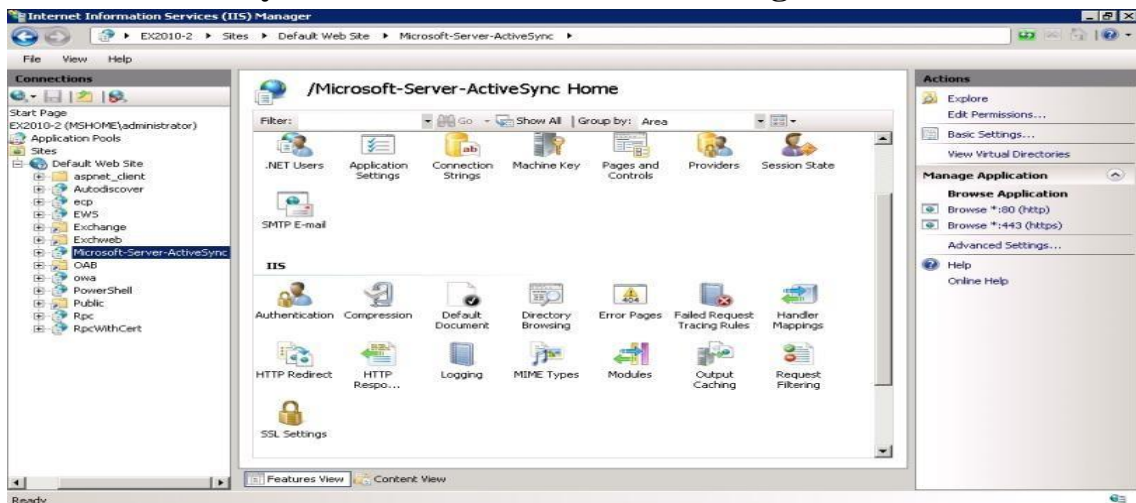 Internet Information Services (IIS) Manager
EX2010-2 Sites Default Web Site Microsoft-Server-ActiveSync
File View Help
Connections
Start Page
EX2010-2 (MSHOME\administrator)
Application Pools
Sites
Default Web Site
aspnet_client
Autodiscover
ecp
EWS
Exchange
Exchweb
Microsoft-Server-ActiveSync
OAB
owa
PowerShell
Public
Rpc
RpcWithCert
/Microsoft-Server-ActiveSync Home
Filter: Go Show All Group by: Area
.NET Users Application Settings Connection Strings Machine Key Pages and Controls Providers Session State
SMTP E-mail
IIS
Authentication Compression Default Document Directory Browsing Error Pages Failed Request Tracing Rules Handler Mappings
HTTP Redirect HTTP Respo... Logging MIME Types Modules Output Caching Request Filtering
SSL Settings
Features View Content View
Actions
Explore
Edit Permissions...
Basic Settings...
View Virtual Directories
Manage Application
Browse Application
Browse *:80 (http)
Browse *:443 (https)
Advanced Settings...
Help
Online Help
Ready